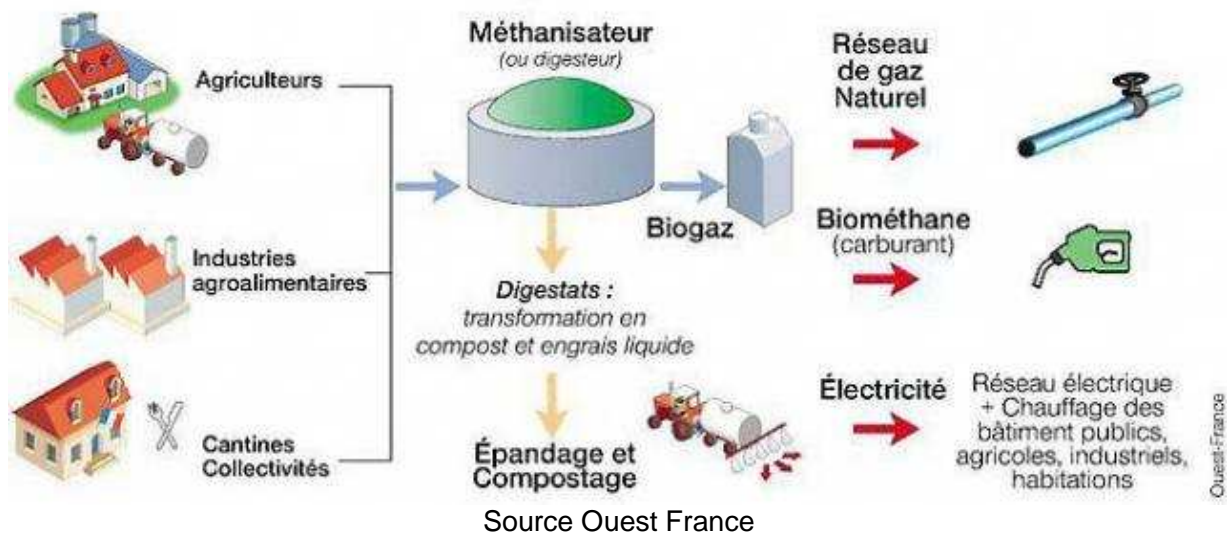 Agriculteurs
Industries
agroalimentaires
Cantines
Collectivités
Méthanisateur
(ou digesteur)
Biogaz
Digestats :
transformation en
compost et engrais liquide
Épandage et
Compostage
Réseau
de gaz
Naturel
Biométhane
(carburant)
Électricité
Réseau électrique
+ Chauffage des
bâtiment publics,
agricoles, industriels,
habitations
Ouest-France
Source Ouest France